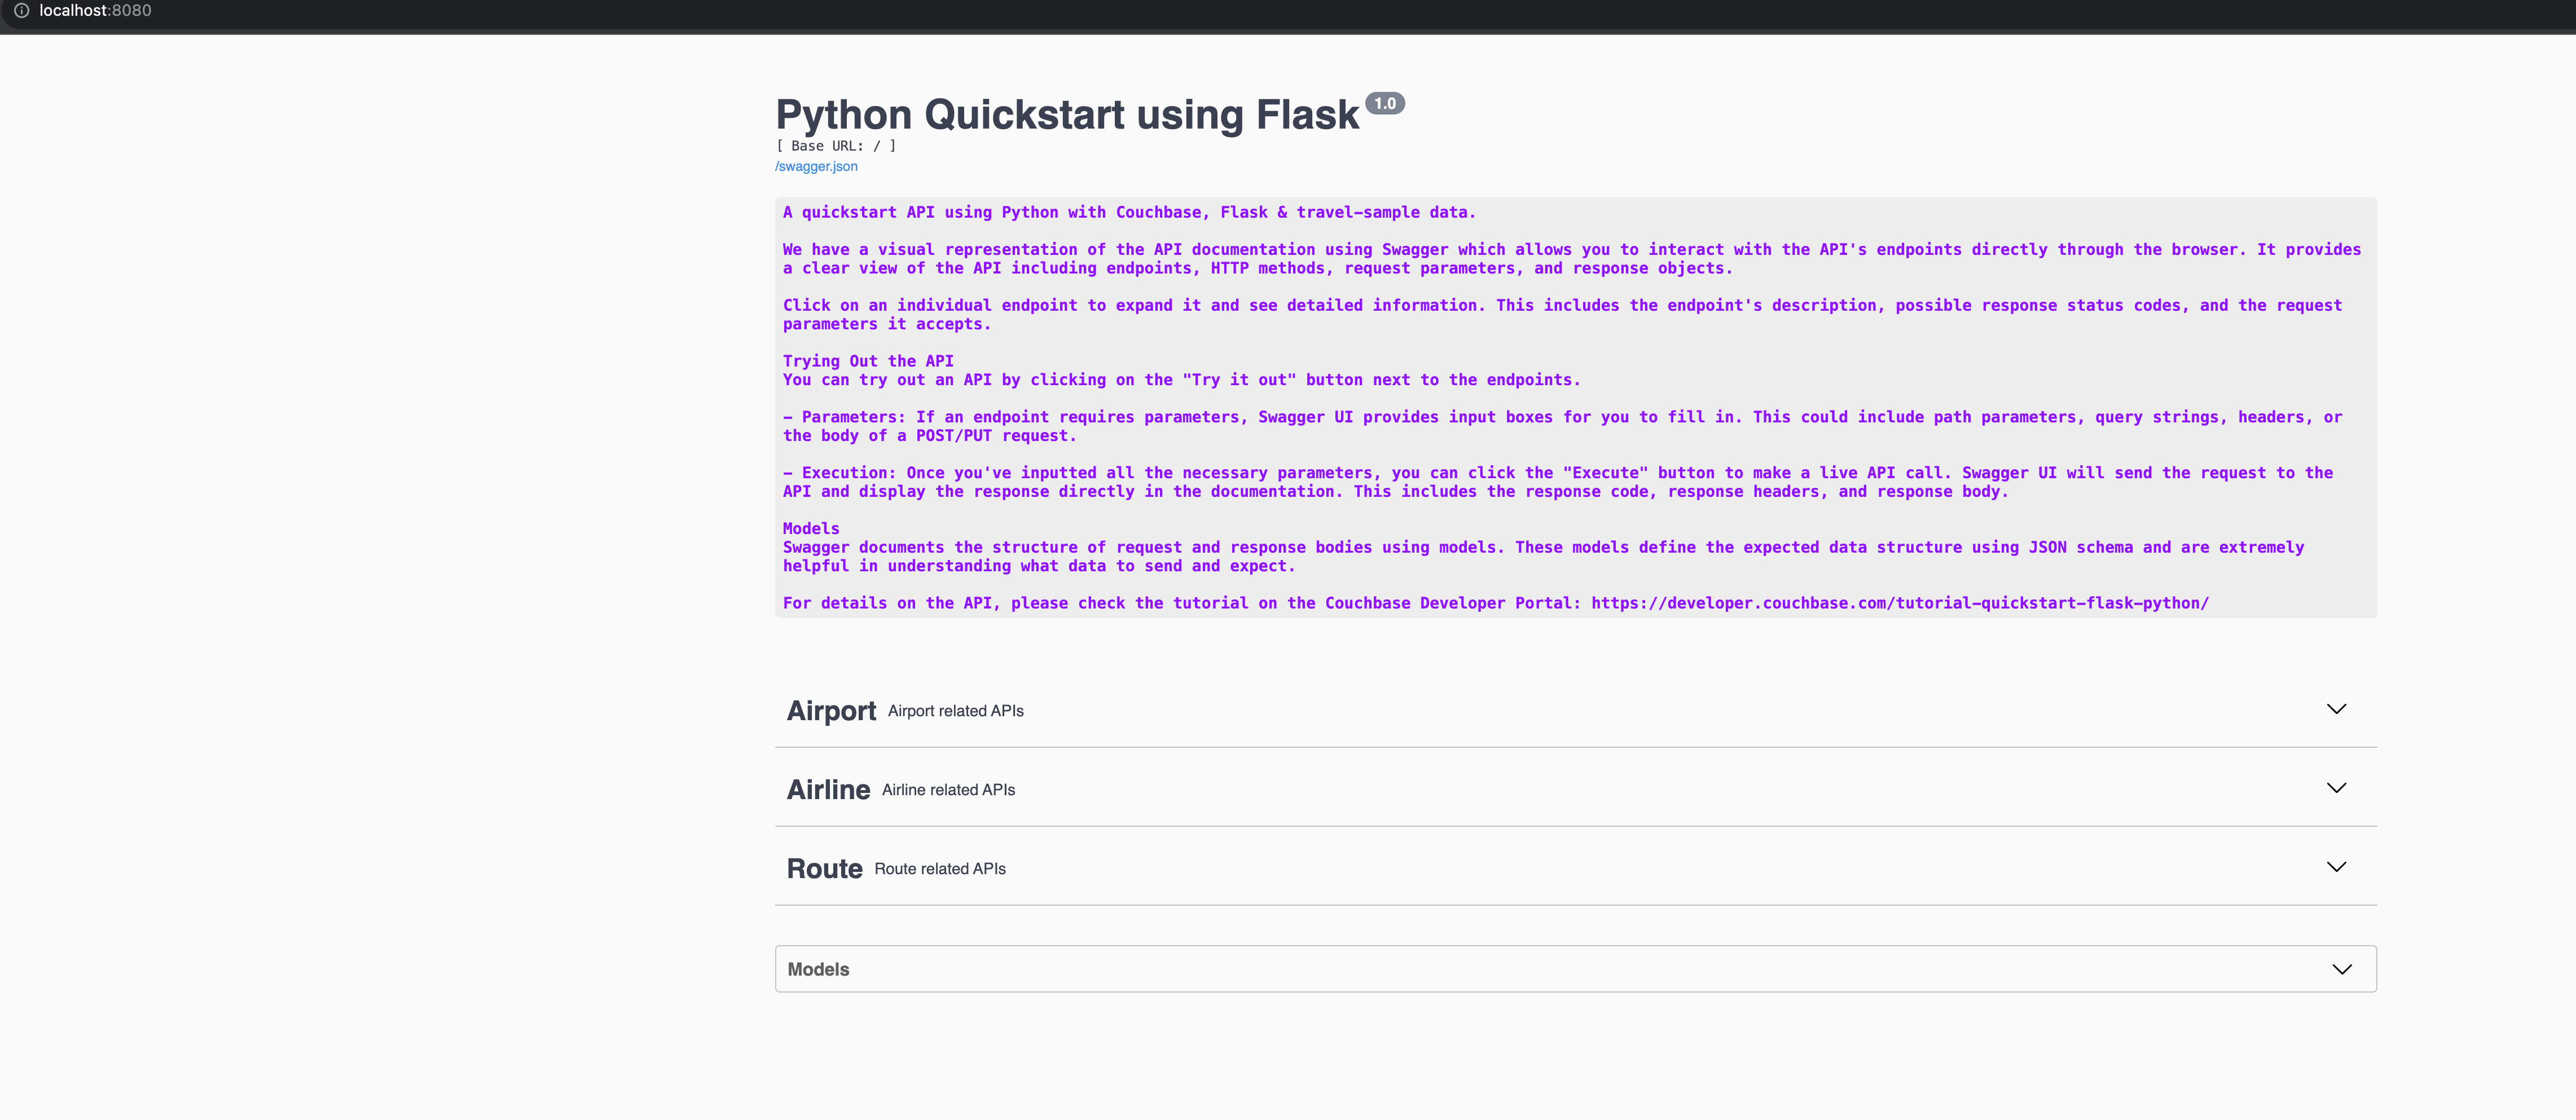 localhost:8080
Python Quickstart using Flask 1.0
[ Base URL: / ]
/swagger.json
A quickstart API using Python with Couchbase, Flask & travel-sample data.
We have a visual representation of the API documentation using Swagger which allows you to interact with the API's endpoints directly through the browser. It provides
a clear view of the API including endpoints, HTTP methods, request parameters, and response objects.
Click on an individual endpoint to expand it and see detailed information. This includes the endpoint's description, possible response status codes, and the request
parameters it accepts.
Trying Out the API
You can try out an API by clicking on the "Try it out" button next to the endpoints.
- Parameters: If an endpoint requires parameters, Swagger UI provides input boxes for you to fill in. This could include path parameters, query strings, headers, or
the body of a POST/PUT request.
- Execution: Once you've inputted all the necessary parameters, you can click the "Execute" button to make a live API call. Swagger UI will send the request to the
API and display the response directly in the documentation. This includes the response code, response headers, and response body.
Models
Swagger documents the structure of request and response bodies using models. These models define the expected data structure using JSON schema and are extremely
helpful in understanding what data to send and expect.
For details on the API, please check the tutorial on the Couchbase Developer Portal: https://developer.couchbase.com/tutorial-quickstart-flask-python/
Airport Airport related APIs
Airline Airline related APIs
Route Route related APIs
Models